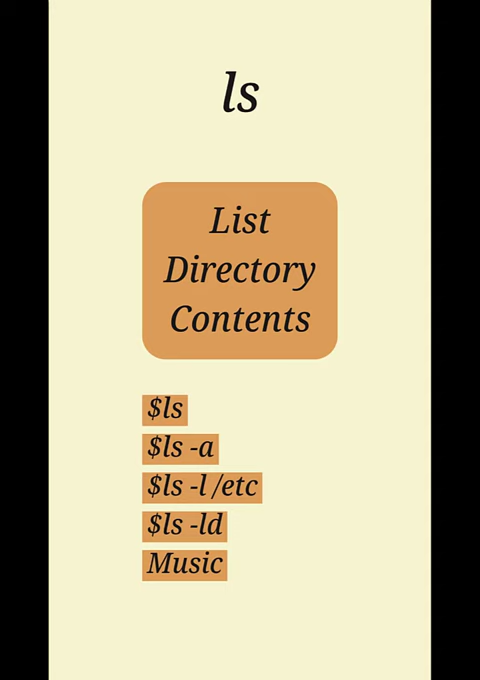 ls
List
Directory
Contents
$ls
$ls -a
$ls -l /etc
$ls -ld
Music